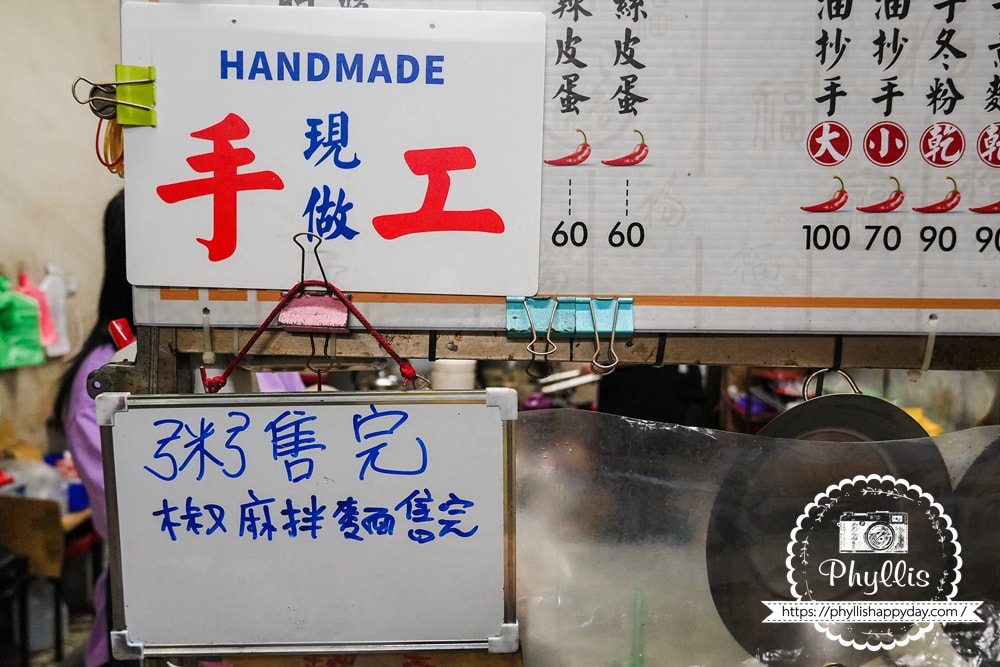 HANDMADE
手
現做
工
辣皮蛋
60
絲皮蛋
60
油抄手
大
100
油抄手
小
70
冬粉
乾
90
粥售完
椒麻拌麵售完
Phyllis
https://phyllishappyday.com/